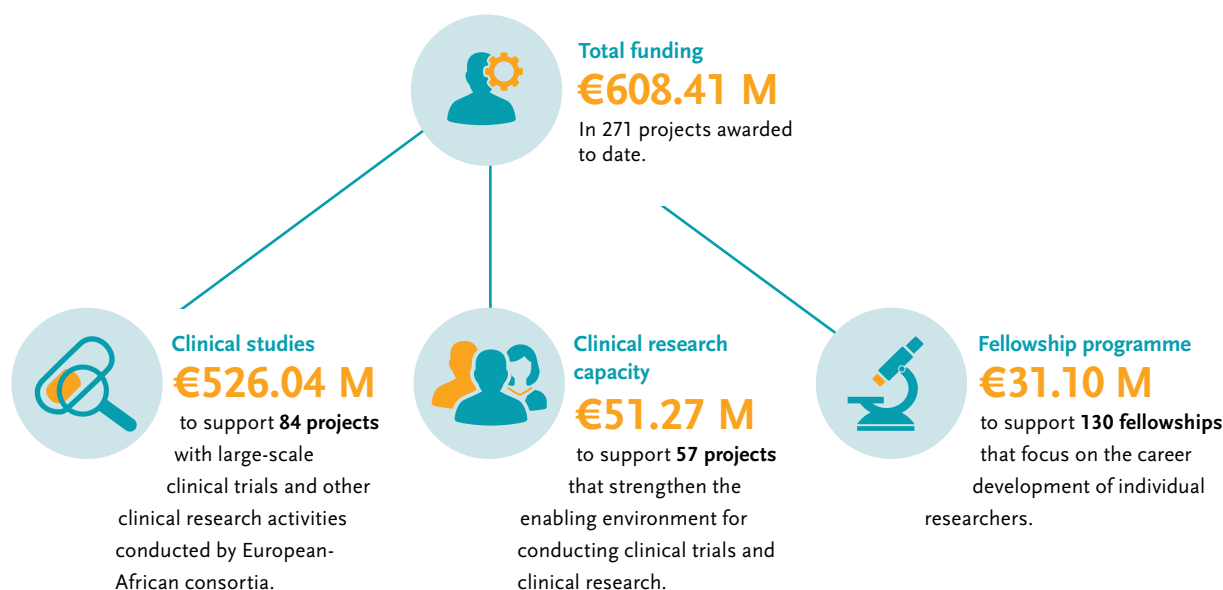 Total funding
€608.41 M
In 271 projects awarded
to date.
Clinical studies
€526.04 M
to support 84 projects
with large-scale
clinical trials and other
clinical research activities
conducted by European-
African consortia.
Clinical research
capacity
€51.27 M
to support 57 projects
that strengthen the
enabling environment for
conducting clinical trials and
clinical research.
Fellowship programme
€31.10 M
to support 130 fellowships
that focus on the career
development of individual
researchers.